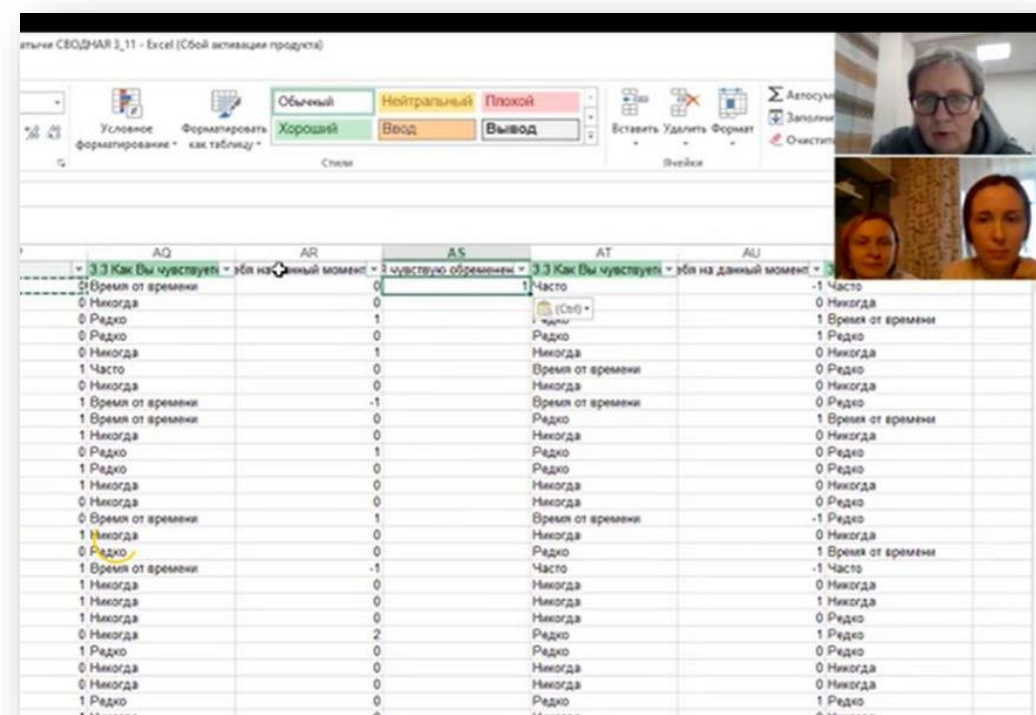 СВОДНАЯ 3_11 - Excel (Сбой активации продукта)
Условное форматирование
Форматировать как таблицу
Обычный Нейтральный Плохой
Хороший Ввод Вывод
Стили
Вставить Удалить Формат
Ячейки
Автосумм
Заполни
Очистить
AQ AR AS AT AU
3.3 Как Вы чувствуете ебя на данный момент чувствую обременен 3.3 Как Вы чувствуете ебя на данный момент
0 Время от времени 0 1 Часто -1 Часто
0 Никогда 0 (Ctrl) 0 Никогда
0 Редко 1 1 Время от времени
0 Редко 0 Редко 1 Редко
0 Никогда 1 Никогда 0 Никогда
1 Часто 0 Время от времени 0 Редко
0 Никогда 0 Никогда 0 Никогда
1 Время от времени -1 Время от времени 0 Редко
1 Время от времени 0 Редко 1 Время от времени
1 Никогда 0 Никогда 0 Никогда
0 Редко 1 Редко 0 Редко
1 Редко 0 Редко 0 Редко
1 Никогда 0 Никогда 0 Никогда
0 Никогда 0 Никогда 0 Редко
0 Время от времени 1 Время от времени -1 Редко
1 Никогда 0 Никогда 0 Никогда
0 Редко 0 Редко 1 Время от времени
1 Время от времени -1 Часто -1 Часто
1 Никогда 0 Никогда 0 Никогда
1 Никогда 0 Никогда 1 Никогда
1 Никогда 0 Никогда 0 Редко
0 Никогда 2 Редко 1 Редко
1 Редко 0 Редко 0 Редко
0 Никогда 0 Никогда 0 Никогда
0 Никогда 0 Никогда 0 Никогда
1 Редко 0 Редко 1 Редко